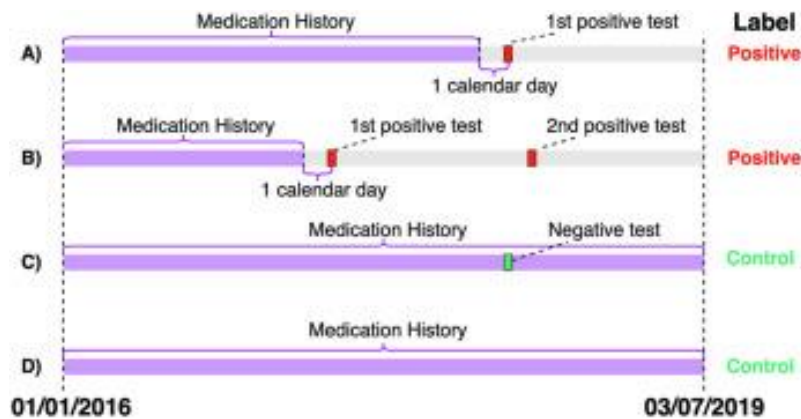 Label
Medication History
1st positive test
A)
Positive
1 calendar day
Medication History
1st positive test
2nd positive test
B)
Positive
1 calendar day
Medication History
Negative test
C)
Control
Medication History
D)
Control
01/01/2016
03/07/2019